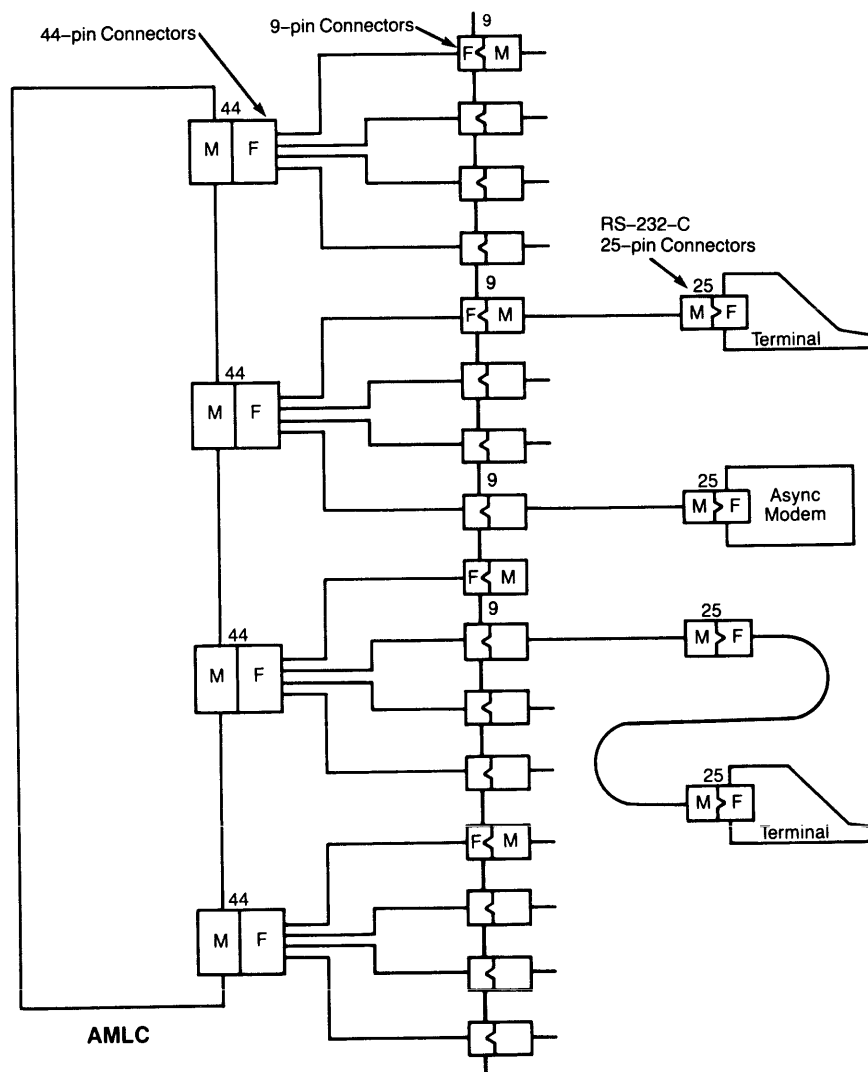 9
44-pin Connectors
9-pin Connectors
F M
44
M F
RS-232-C
25-pin Connectors
9
25
F M
M F
Terminal
44
M F
9
25
M F
Async
Modem
F M
9
25
44
M F
M F
25
M F
Terminal
F M
44
M F
AMLC